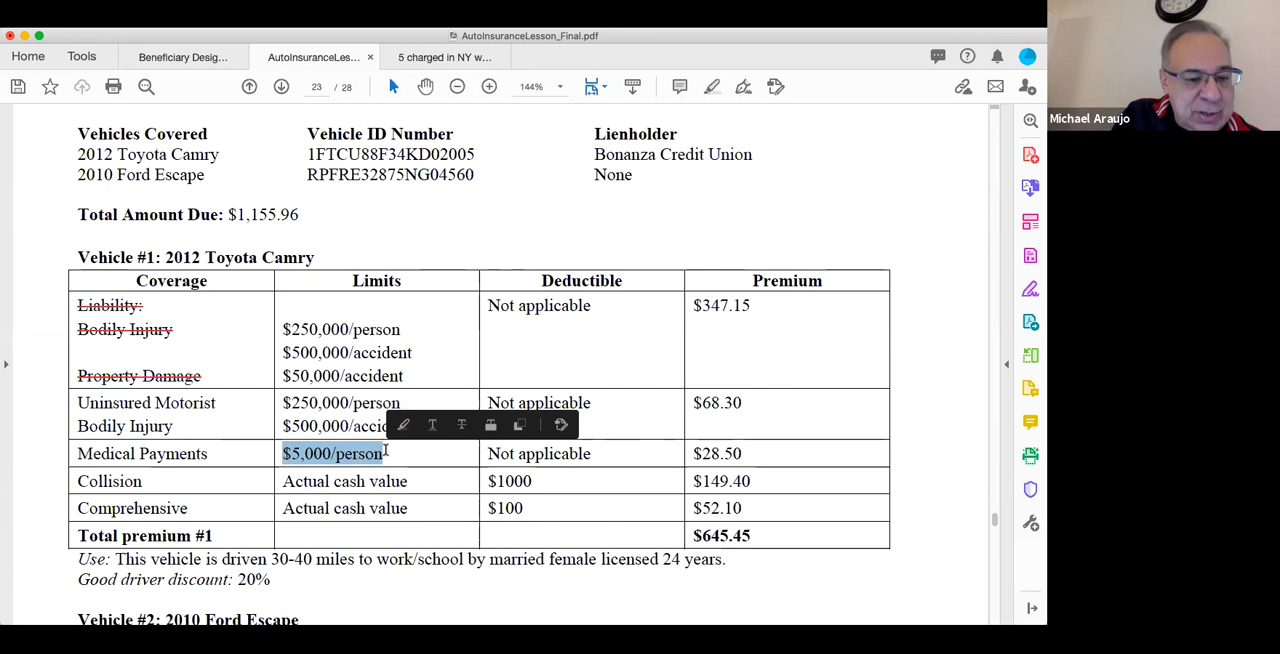 AutoInsuranceLesson_Final.pdf
Home Tools Beneficiary Desig... AutoInsuranceLes... × 5 charged in NY w...
23 / 28 144%
Michael Araujo
Vehicles Covered Vehicle ID Number Lienholder
2012 Toyota Camry 1FTCU88F34KD02005 Bonanza Credit Union
2010 Ford Escape RPFRE32875NG04560 None
Total Amount Due: $1,155.96
Vehicle #1: 2012 Toyota Camry
Coverage Limits Deductible Premium
Liability: Not applicable $347.15
Bodily Injury $250,000/person
$500,000/accident
Property Damage $50,000/accident
Uninsured Motorist $250,000/person Not applicable $68.30
Bodily Injury $500,000/acci
Medical Payments $5,000/person Not applicable $28.50
Collision Actual cash value $1000 $149.40
Comprehensive Actual cash value $100 $52.10
Total premium #1 $645.45
Use: This vehicle is driven 30-40 miles to work/school by married female licensed 24 years.
Good driver discount: 20%
Vehicle #2: 2010 Ford Escape